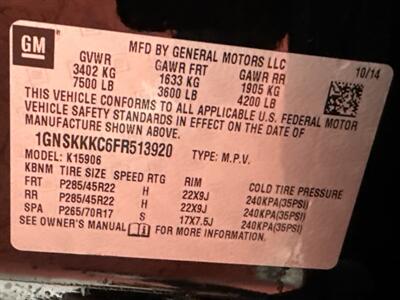 GM
MFD BY GENERAL MOTORS LLC
10/14
GVWR GAWR FRT GAWR RR
3402 KG 1633 KG 1905 KG
7500 LB 3600 LB 4200 LB
THIS VEHICLE CONFORMS TO ALL APPLICABLE U.S. FEDERAL MOTOR
VEHICLE SAFETY STANDARDS IN EFFECT ON THE DATE OF
MANUFACTURE SHOWN ABOVE.
1GNSKKKC6FR513920
MODEL: K15906 TYPE: M.P.V.
KBNM TIRE SIZE SPEED RTG RIM COLD TIRE PRESSURE
FRT P285/45R22 H 22X9J 240KPA(35PSI)
RR P285/45R22 H 22X9J 240KPA(35PSI)
SPA P265/70R17 S 17X7.5J 240KPA(35PSI)
SEE OWNER'S MANUAL FOR MORE INFORMATION.